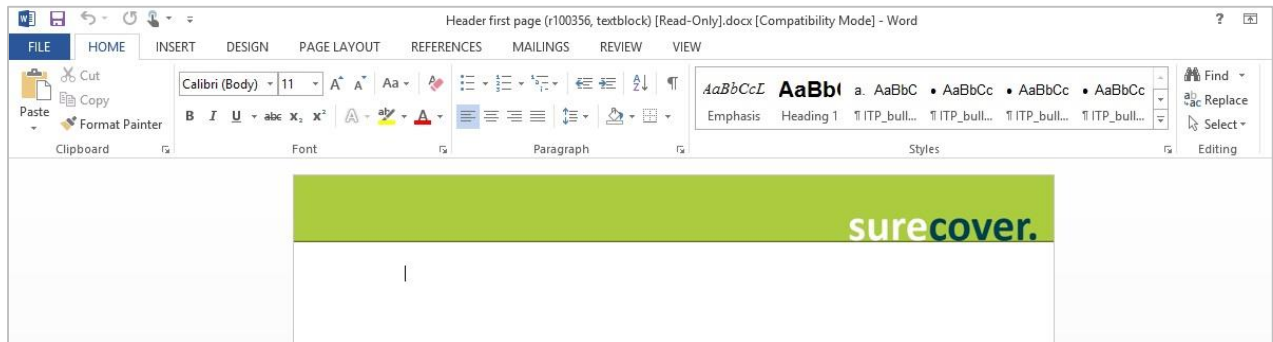 Header first page (r100356, textblock) [Read-Only].docx [Compatibility Mode] - Word
FILE HOME INSERT DESIGN PAGE LAYOUT REFERENCES MAILINGS REVIEW VIEW
Paste
Cut
Copy
Format Painter
Clipboard
Calibri (Body) 11 A A Aa
B I U abc X₂ X² A aby A
Font
Paragraph
AaBbCcL AaBb( a. AaBbC • AaBbCc • AaBbCc • AaBbCc
Emphasis Heading 1 ¶ ITP_bull... ¶ ITP_bull... ¶ ITP_bull... ¶ ITP_bull...
Styles
Find
Replace
Select
Editing
surecover.